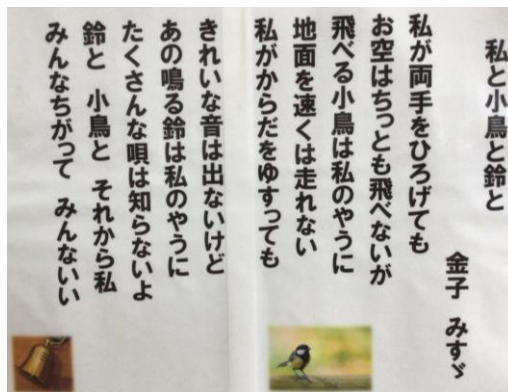 私と小鳥と鈴と
金子 みすゞ
私が両手をひろげても
お空はちっとも飛べないが
飛べる小鳥は私のやうに
地面を速くは走れない
私がからだをゆすっても
きれいな音は出ないけど
あの鳴る鈴は私のやうに
たくさんな唄は知らないよ
鈴と 小鳥と それから私
みんなちがって みんないい